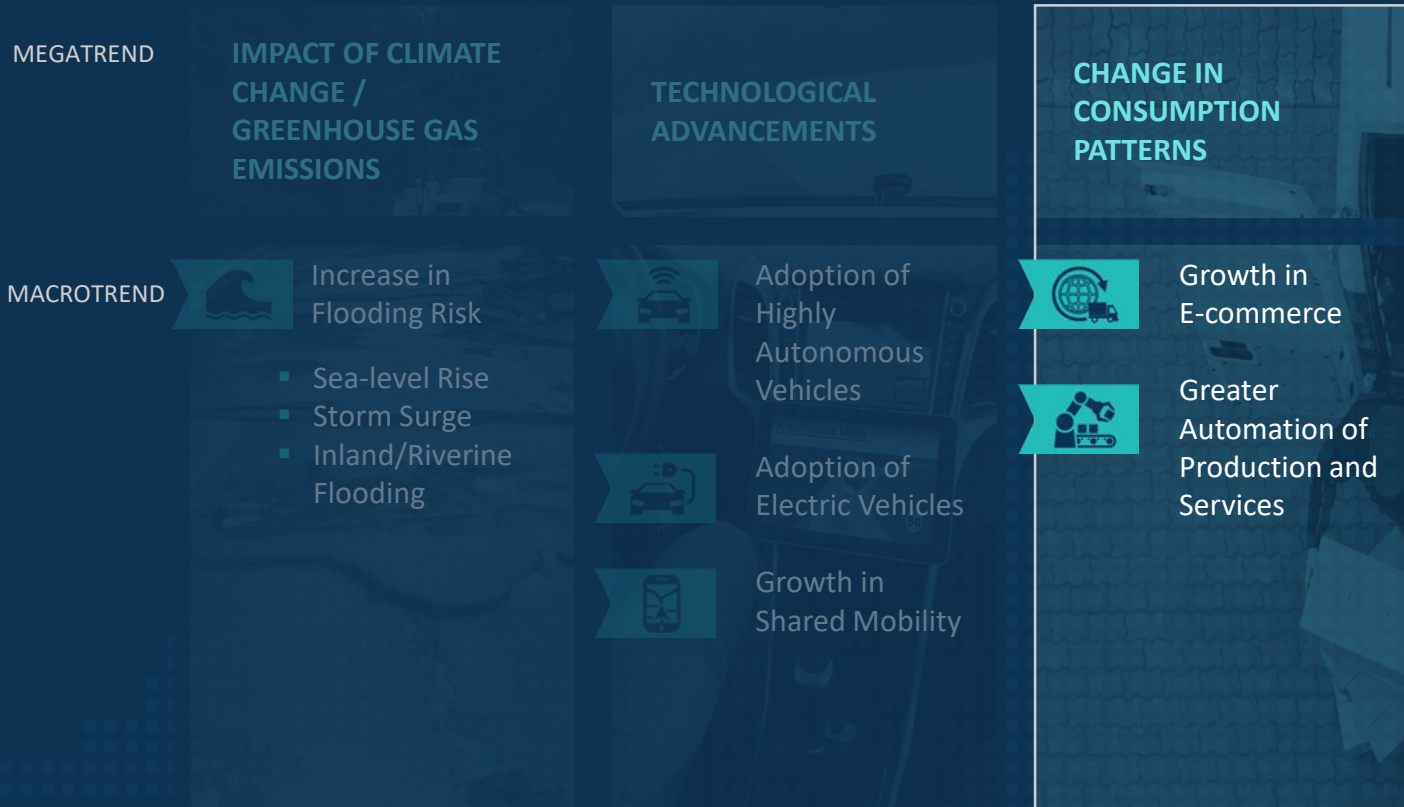 MEGATREND
IMPACT OF CLIMATE
CHANGE /
GREENHOUSE GAS
EMISSIONS
TECHNOLOGICAL
ADVANCEMENTS
CHANGE IN
CONSUMPTION
PATTERNS
MACROTREND
Increase in
Flooding Risk
▪ Sea-level Rise
▪ Storm Surge
▪ Inland/Riverine
Flooding
Adoption of
Highly
Autonomous
Vehicles
Adoption of
Electric Vehicles
Growth in
Shared Mobility
Growth in
E-commerce
Greater
Automation of
Production and
Services